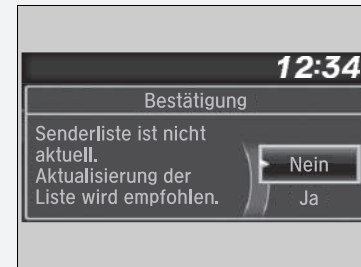 12:34
Bestätigung
Senderliste ist nicht
aktuell.
Aktualisierung der
Liste wird empfohlen.
Nein
Ja